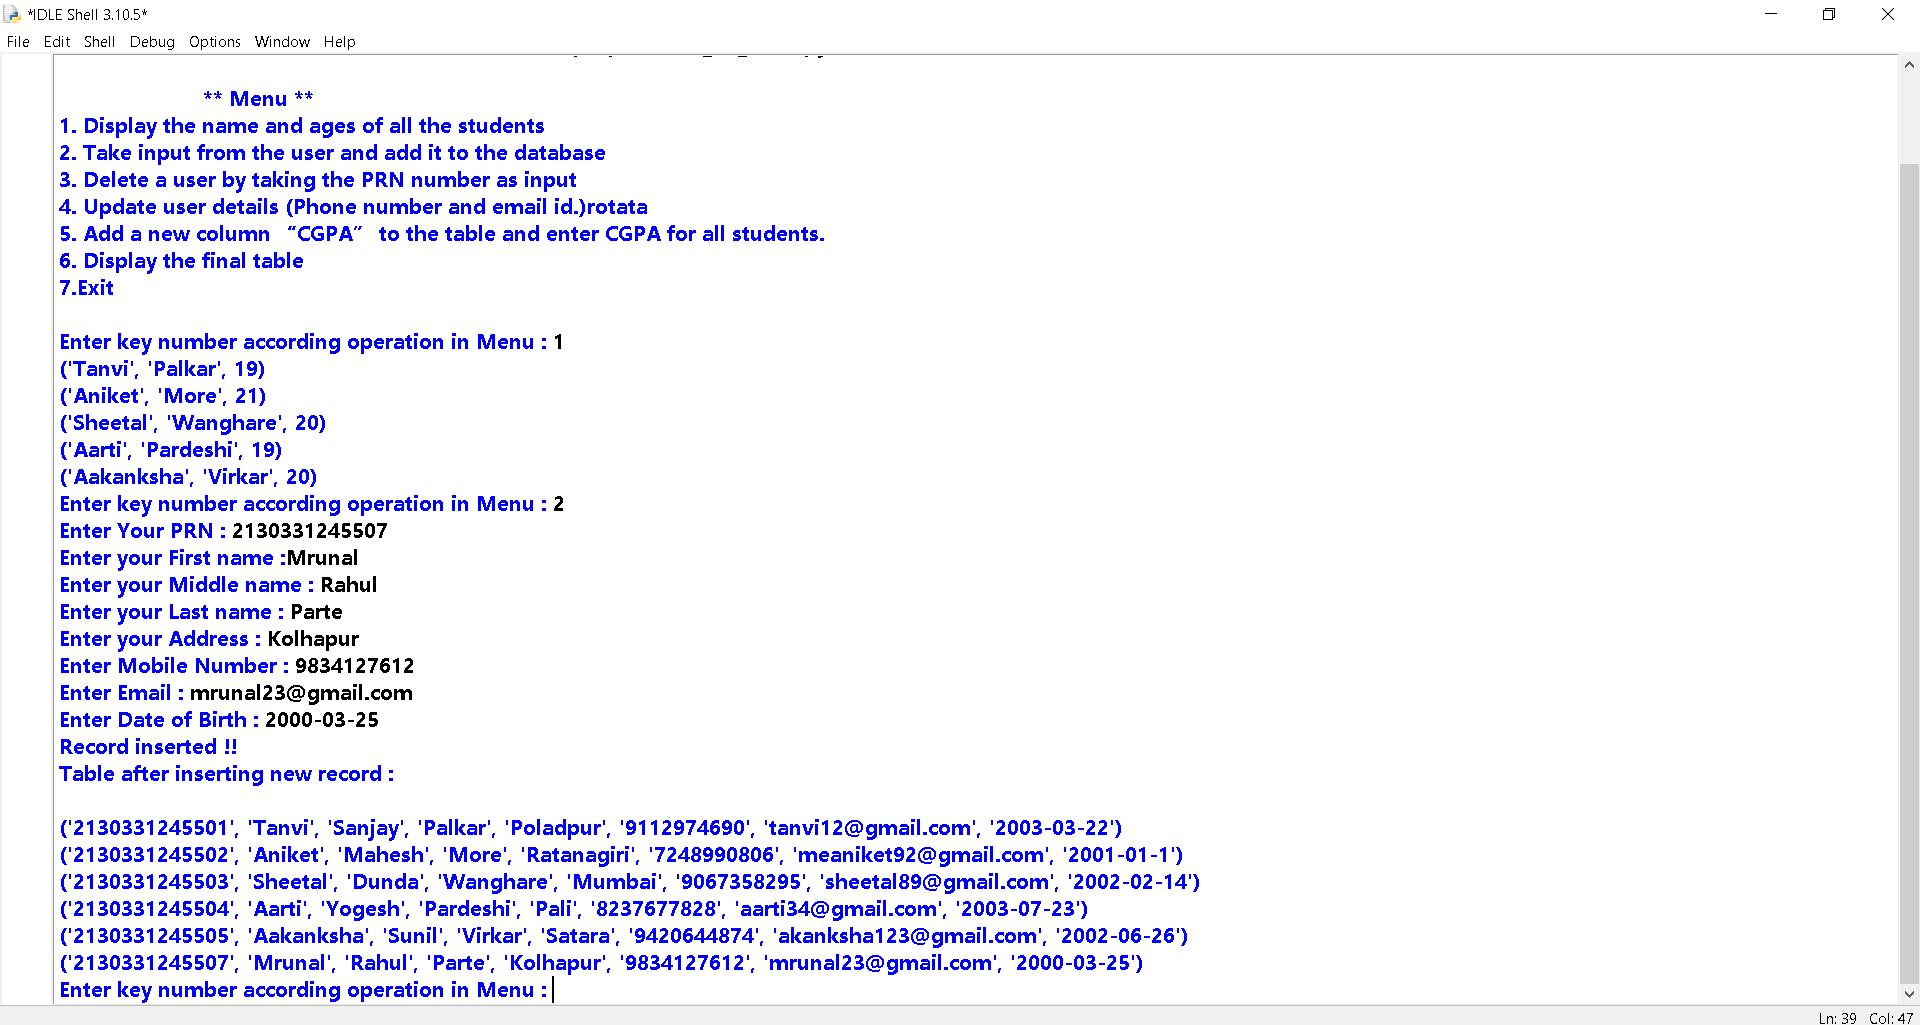 *IDLE Shell 3.10.5*
File Edit Shell Debug Options Window Help
** Menu **
1. Display the name and ages of all the students
2. Take input from the user and add it to the database
3. Delete a user by taking the PRN number as input
4. Update user details (Phone number and email id.)rotata
5. Add a new column “CGPA” to the table and enter CGPA for all students.
6. Display the final table
7.Exit
Enter key number according operation in Menu : 1
('Tanvi', 'Palkar', 19)
('Aniket', 'More', 21)
('Sheetal', 'Wanghare', 20)
('Aarti', 'Pardeshi', 19)
('Aakanksha', 'Virkar', 20)
Enter key number according operation in Menu : 2
Enter Your PRN : 2130331245507
Enter your First name :Mrunal
Enter your Middle name : Rahul
Enter your Last name : Parte
Enter your Address : Kolhapur
Enter Mobile Number : 9834127612
Enter Email : mrunal23@gmail.com
Enter Date of Birth : 2000-03-25
Record inserted !!
Table after inserting new record :
('2130331245501', 'Tanvi', 'Sanjay', 'Palkar', 'Poladpur', '9112974690', 'tanvi12@gmail.com', '2003-03-22')
('2130331245502', 'Aniket', 'Mahesh', 'More', 'Ratanagiri', '7248990806', 'meaniket92@gmail.com', '2001-01-1')
('2130331245503', 'Sheetal', 'Dunda', 'Wanghare', 'Mumbai', '9067358295', 'sheetal89@gmail.com', '2002-02-14')
('2130331245504', 'Aarti', 'Yogesh', 'Pardeshi', 'Pali', '8237677828', 'aarti34@gmail.com', '2003-07-23')
('2130331245505', 'Aakanksha', 'Sunil', 'Virkar', 'Satara', '9420644874', 'akanksha123@gmail.com', '2002-06-26')
('2130331245507', 'Mrunal', 'Rahul', 'Parte', 'Kolhapur', '9834127612', 'mrunal23@gmail.com', '2000-03-25')
Enter key number according operation in Menu :
Ln: 39 Col: 47